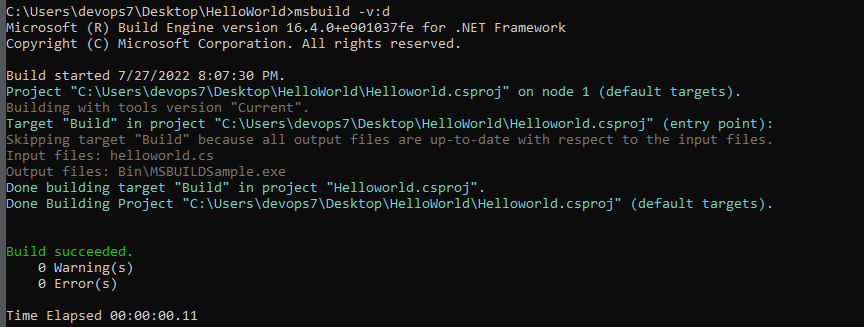 C:\Users\devops7\Desktop\HelloWorld>msbuild -v:d
Microsoft (R) Build Engine version 16.4.0+e901037fe for .NET Framework
Copyright (C) Microsoft Corporation. All rights reserved.
Build started 7/27/2022 8:07:30 PM.
Project "C:\Users\devops7\Desktop\HelloWorld\Helloworld.csproj" on node 1 (default targets).
Building with tools version "Current".
Target "Build" in project "C:\Users\devops7\Desktop\HelloWorld\Helloworld.csproj" (entry point):
Skipping target "Build" because all output files are up-to-date with respect to the input files.
Input files: helloworld.cs
Output files: Bin\MSBUILDSample.exe
Done building target "Build" in project "Helloworld.csproj".
Done Building Project "C:\Users\devops7\Desktop\HelloWorld\Helloworld.csproj" (default targets).
Build succeeded.
0 Warning(s)
0 Error(s)
Time Elapsed 00:00:00.11